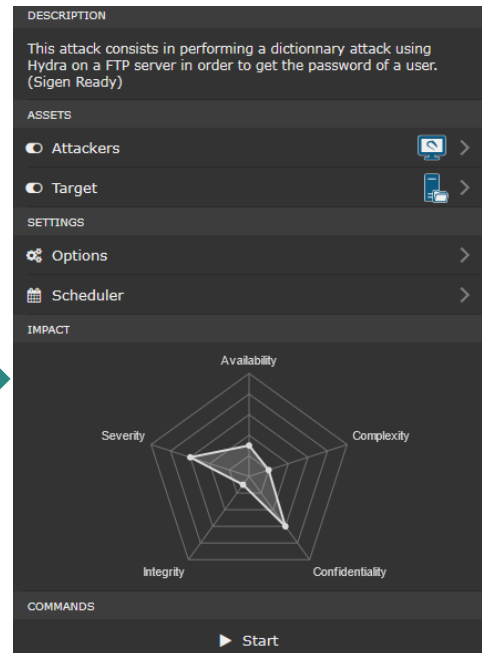 DESCRIPTION
This attack consists in performing a dictionnary attack using
Hydra on a FTP server in order to get the password of a user.
(Sigen Ready)
ASSETS
Attackers
Target
SETTINGS
Options
Scheduler
IMPACT
Availability
Severity
Complexity
Integrity
Confidentiality
COMMANDS
Start